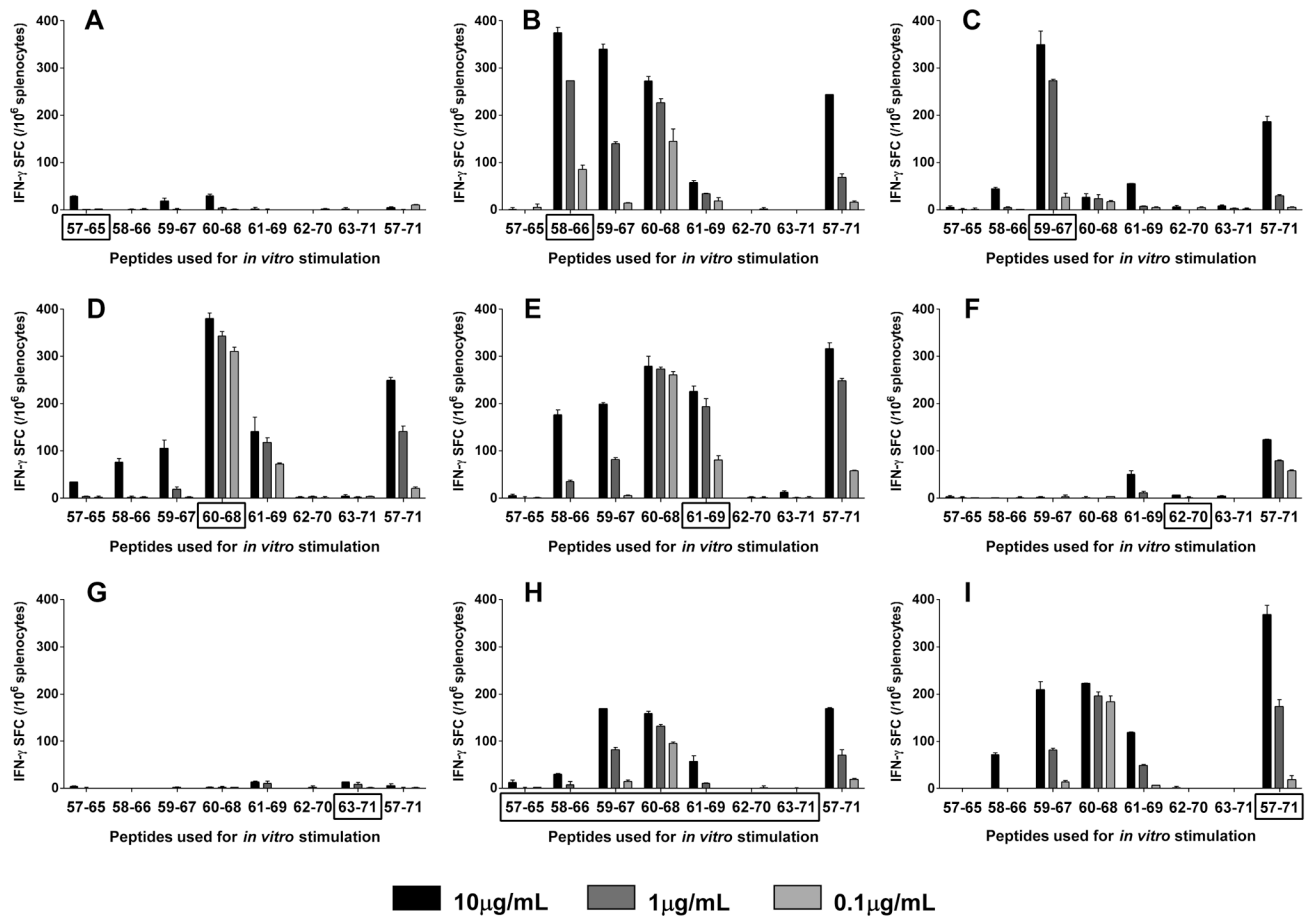 A
B
C
400
300
200
100
0
IFN-γ SFC (/10⁶ splenocytes)
57-65 58-66 59-67 60-68 61-69 62-70 63-71 57-71
Peptides used for in vitro stimulation
400
300
200
100
0
IFN-γ SFC (/10⁶ splenocytes)
57-65 58-66 59-67 60-68 61-69 62-70 63-71 57-71
Peptides used for in vitro stimulation
400
300
200
100
0
IFN-γ SFC (/10⁶ splenocytes)
57-65 58-66 59-67 60-68 61-69 62-70 63-71 57-71
Peptides used for in vitro stimulation
D
E
F
400
300
200
100
0
IFN-γ SFC (/10⁶ splenocytes)
57-65 58-66 59-67 60-68 61-69 62-70 63-71 57-71
Peptides used for in vitro stimulation
400
300
200
100
0
IFN-γ SFC (/10⁶ splenocytes)
57-65 58-66 59-67 60-68 61-69 62-70 63-71 57-71
Peptides used for in vitro stimulation
400
300
200
100
0
IFN-γ SFC (/10⁶ splenocytes)
57-65 58-66 59-67 60-68 61-69 62-70 63-71 57-71
Peptides used for in vitro stimulation
G
H
I
400
300
200
100
0
IFN-γ SFC (/10⁶ splenocytes)
57-65 58-66 59-67 60-68 61-69 62-70 63-71 57-71
Peptides used for in vitro stimulation
400
300
200
100
0
IFN-γ SFC (/10⁶ splenocytes)
57-65 58-66 59-67 60-68 61-69 62-70 63-71 57-71
Peptides used for in vitro stimulation
400
300
200
100
0
IFN-γ SFC (/10⁶ splenocytes)
57-65 58-66 59-67 60-68 61-69 62-70 63-71 57-71
Peptides used for in vitro stimulation
10μg/mL 1μg/mL 0.1μg/mL